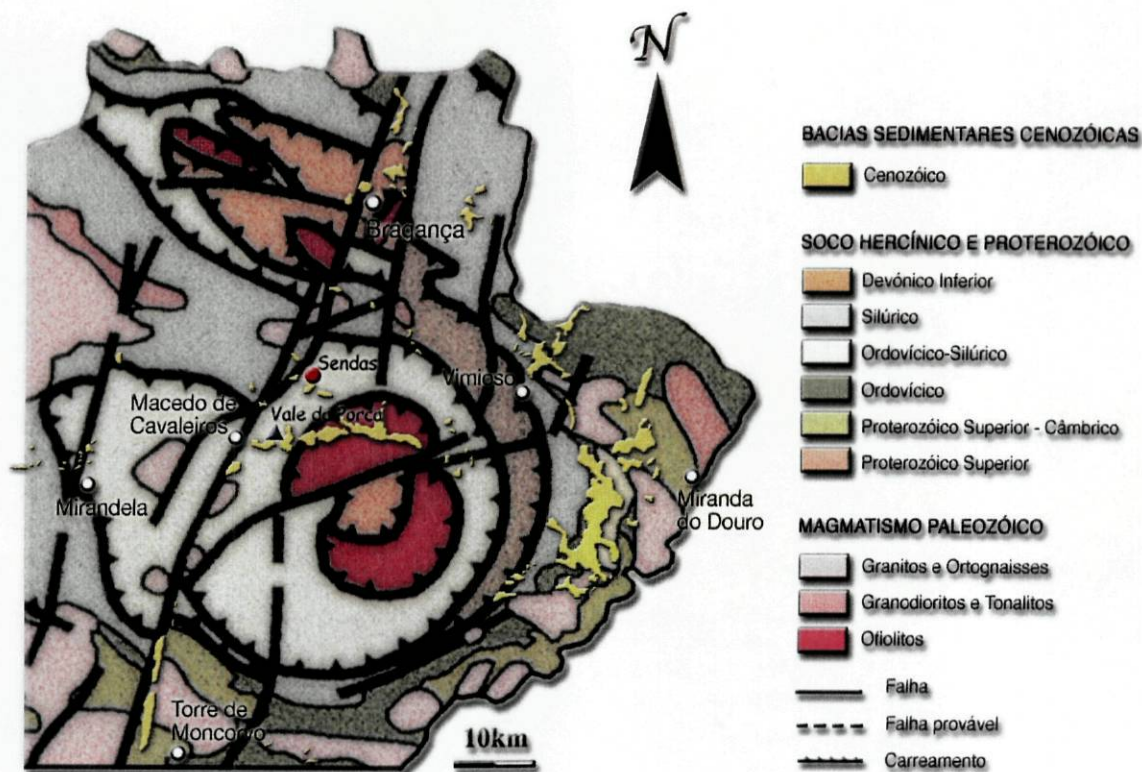 N
Bragança
Sendas
Vimioso
Macedo de
Cavaleiros
Vale da Porca
Mirandela
Miranda
do Douro
Torre de
Moncorvo
10km
BACIAS SEDIMENTARES CENOZÓICAS
Cenozóico
SOCO HERCÍNICO E PROTEROZÓICO
Devónico Inferior
Silúrico
Ordovícico-Silúrico
Ordovícico
Proterozóico Superior - Câmbrico
Proterozóico Superior
MAGMATISMO PALEOZÓICO
Granitos e Ortognaisses
Granodioritos e Tonalitos
Ofiolitos
Falha
Falha provável
Carreamento